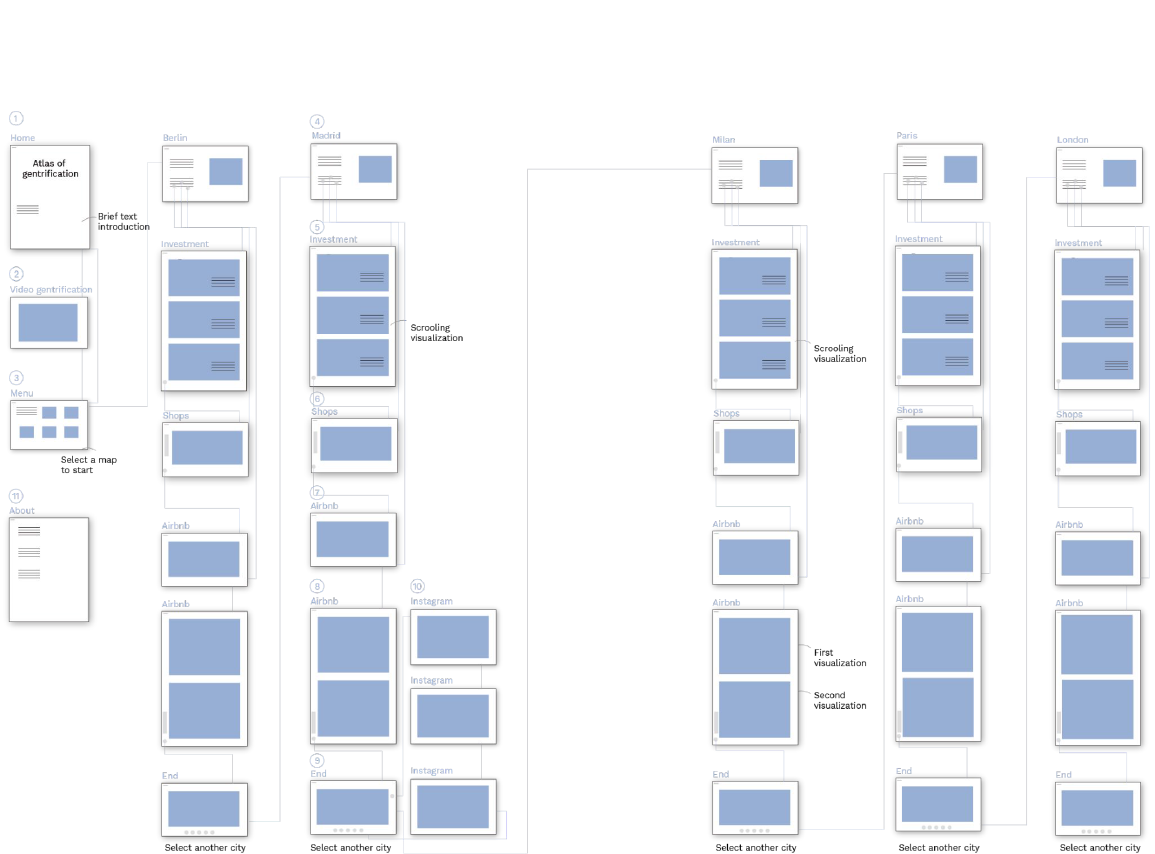 1
Home
Atlas of
gentrification
Brief text
introduction
2
Video gentrification
3
Menu
Select a map
to start
11
About
Berlin
Investment
Shops
Airbnb
Airbnb
End
Select another city
4
Madrid
5
Investment
Scrooling
visualization
6
Shops
7
Airbnb
8
Airbnb
9
End
Select another city
10
Instagram
Instagram
Instagram
Milan
Investment
Scrooling
visualization
Shops
Airbnb
Airbnb
First
visualization
Second
visualization
End
Select another city
Paris
Investment
Shops
Airbnb
Airbnb
End
Select another city
London
Investment
Shops
Airbnb
Airbnb
End
Select another city